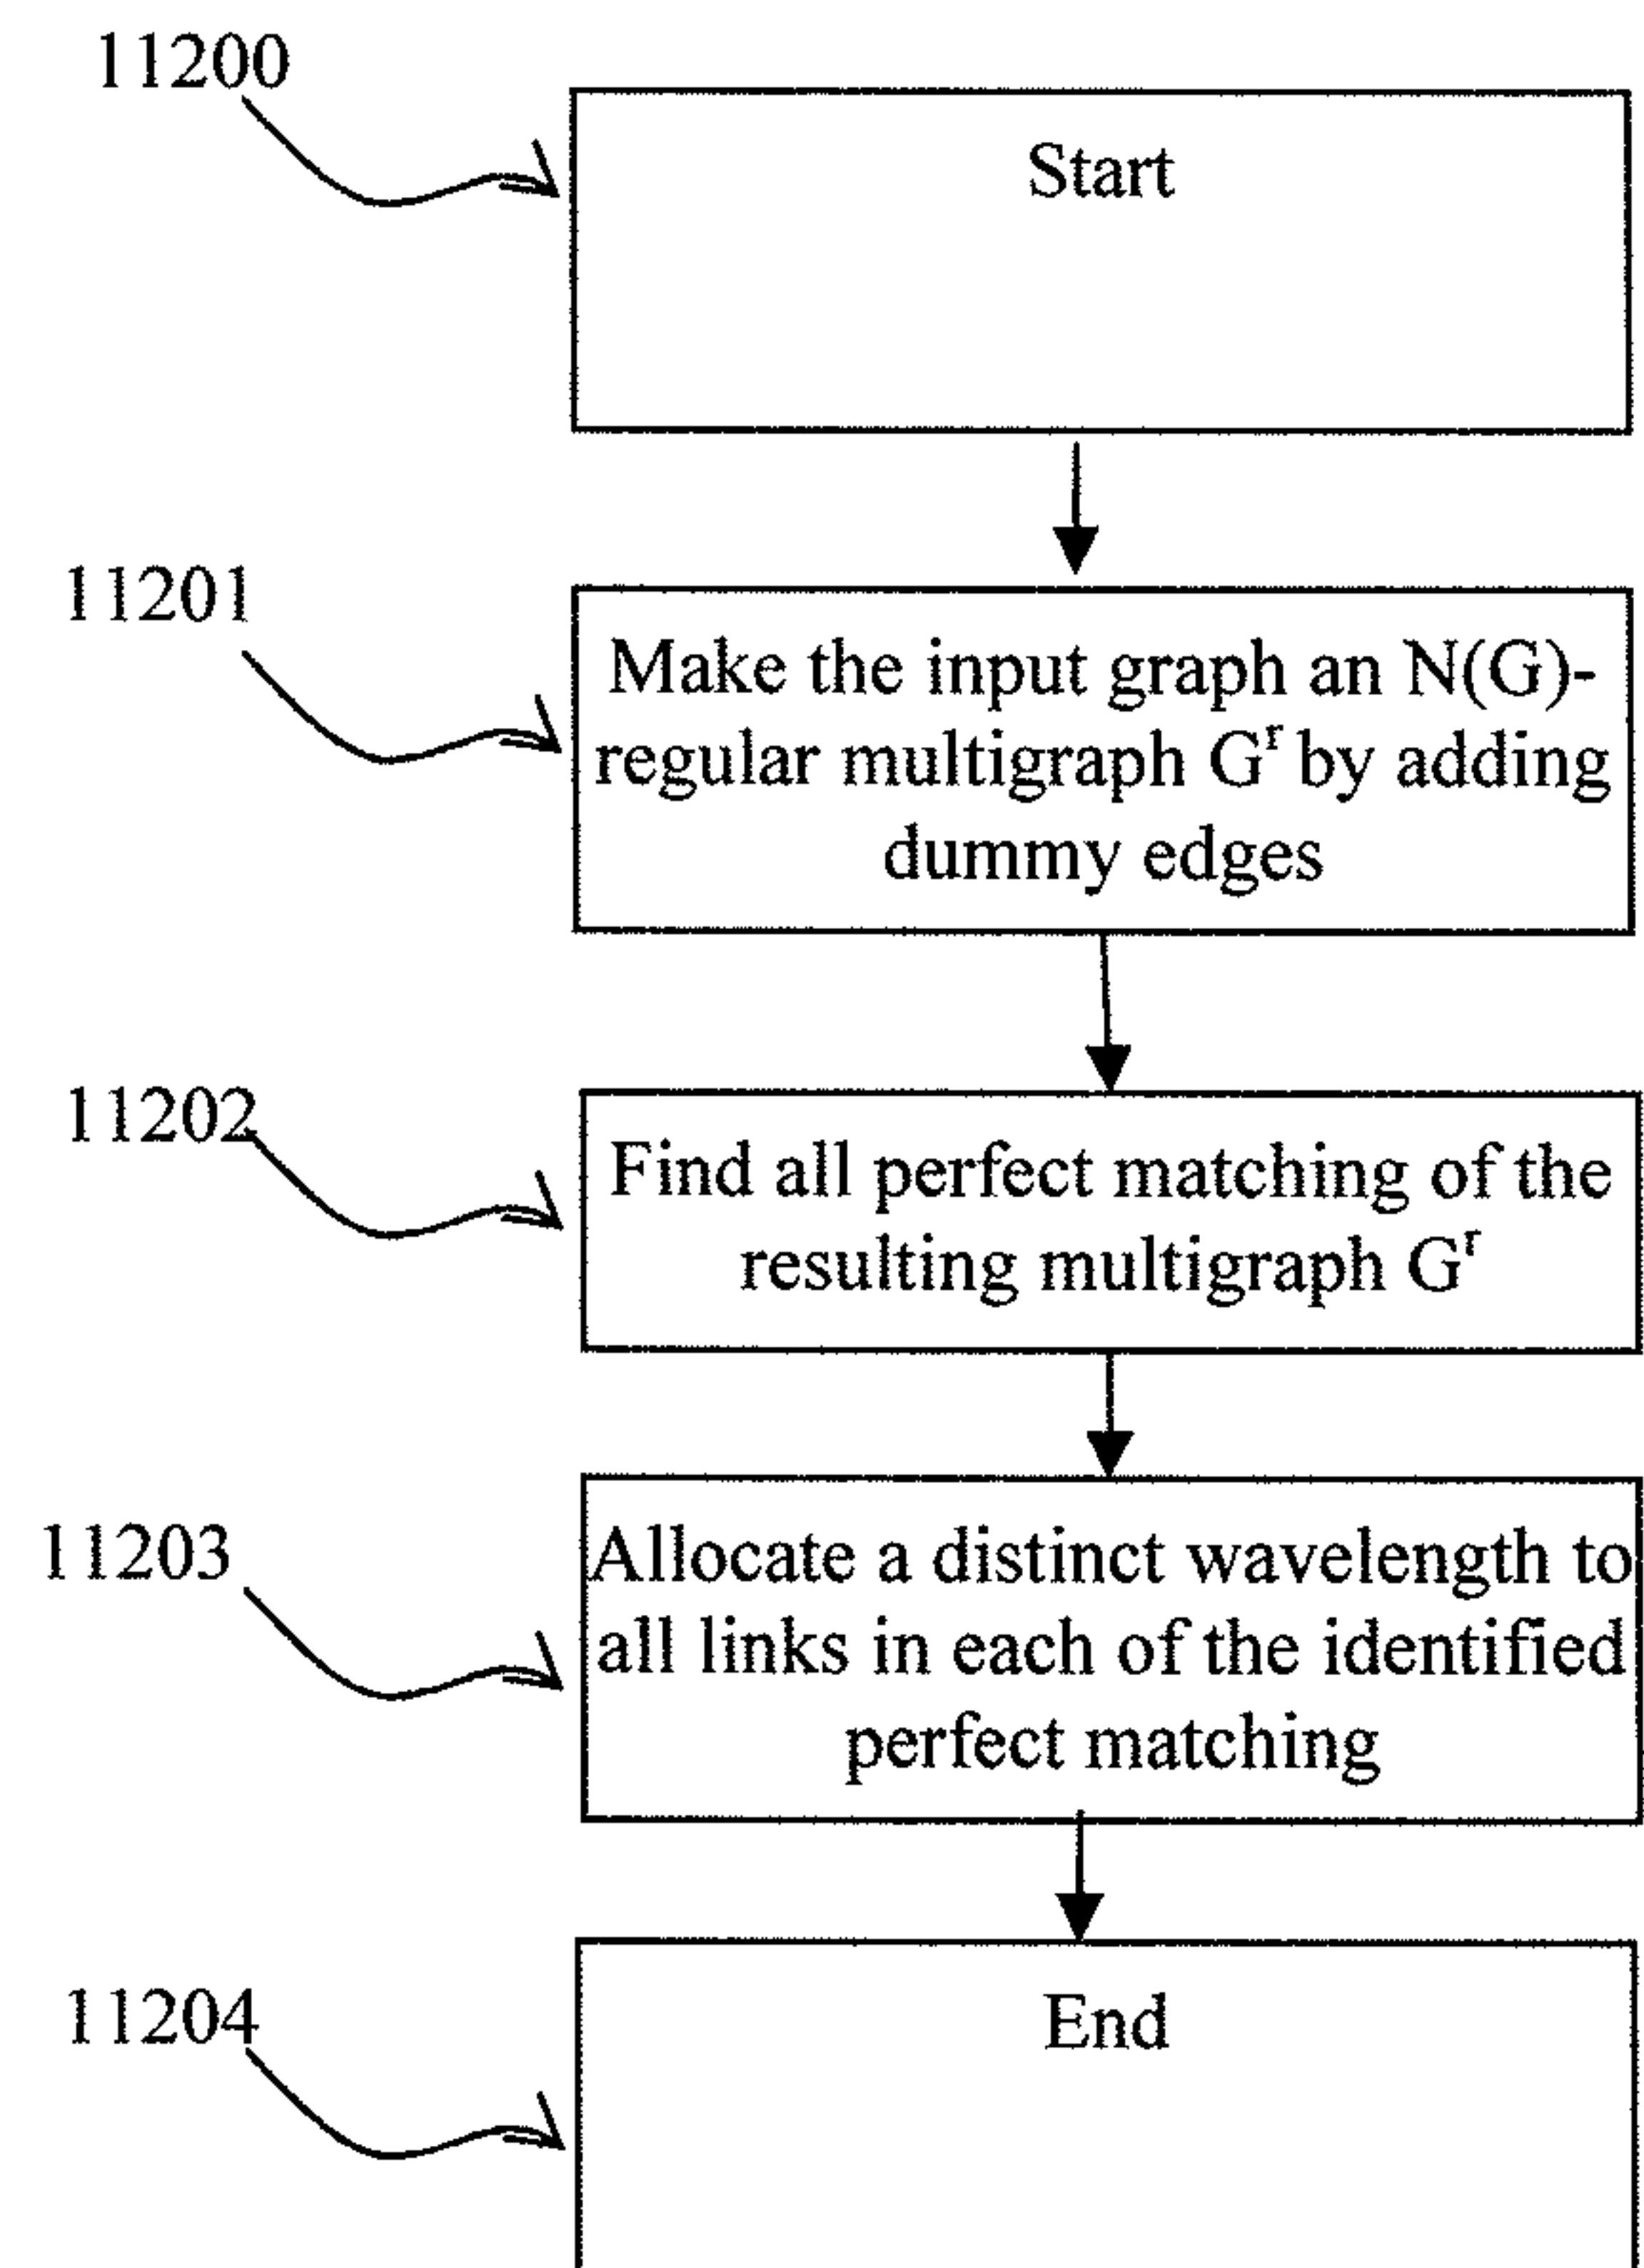 11200
Start
11201
Make the input graph an N(G)-
regular multigraph Gʳ by adding
dummy edges
11202
Find all perfect matching of the
resulting multigraph Gʳ
11203
Allocate a distinct wavelength to
all links in each of the identified
perfect matching
11204
End